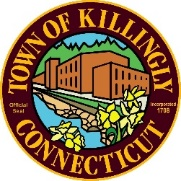 TOWN OF KILLINGLY
Official
Seal
Incorporated
1708
CONNECTICUT